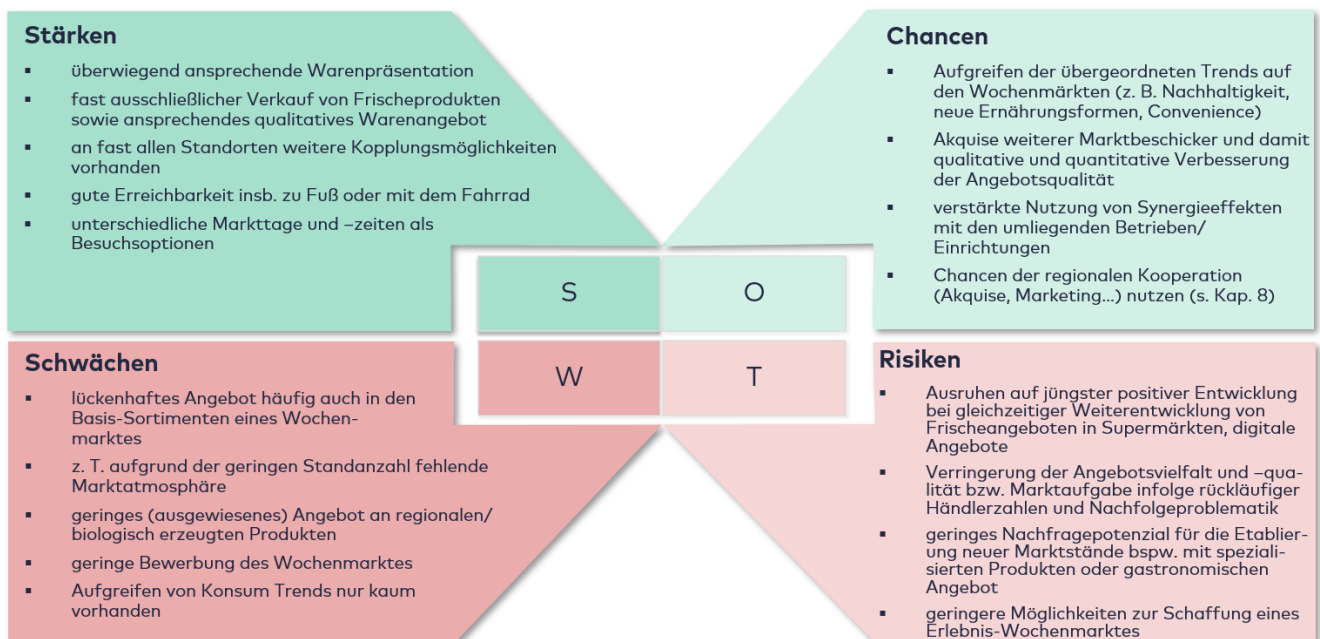 Stärken
▪ überwiegend ansprechende Warenpräsentation
▪ fast ausschließlicher Verkauf von Frischeprodukten
sowie ansprechendes qualitatives Warenangebot
▪ an fast allen Standorten weitere Kopplungsmöglichkeiten
vorhanden
▪ gute Erreichbarkeit insb. zu Fuß oder mit dem Fahrrad
▪ unterschiedliche Markttage und –zeiten als
Besuchsoptionen
Chancen
▪ Aufgreifen der übergeordneten Trends auf
den Wochenmärkten (z. B. Nachhaltigkeit,
neue Ernährungsformen, Convenience)
▪ Akquise weiterer Marktbeschicker und damit
qualitative und quantitative Verbesserung
der Angebotsqualität
▪ verstärkte Nutzung von Synergieeffekten
mit den umliegenden Betrieben/
Einrichtungen
▪ Chancen der regionalen Kooperation
(Akquise, Marketing...) nutzen (s. Kap. 8)
S
O
W
T
Schwächen
▪ lückenhaftes Angebot häufig auch in den
Basis-Sortimenten eines Wochen-
marktes
▪ z. T. aufgrund der geringen Standanzahl fehlende
Marktatmosphäre
▪ geringes (ausgewiesenes) Angebot an regionalen/
biologisch erzeugten Produkten
▪ geringe Bewerbung des Wochenmarktes
▪ Aufgreifen von Konsum Trends nur kaum
vorhanden
Risiken
▪ Ausruhen auf jüngster positiver Entwicklung
bei gleichzeitiger Weiterentwicklung von
Frischeangeboten in Supermärkten, digitale
Angebote
▪ Verringerung der Angebotsvielfalt und –qua-
lität bzw. Marktaufgabe infolge rückläufiger
Händlerzahlen und Nachfolgeproblematik
▪ geringes Nachfragepotenzial für die Etablier-
ung neuer Marktstände bspw. mit speziali-
sierten Produkten oder gastronomischen
Angebot
▪ geringere Möglichkeiten zur Schaffung eines
Erlebnis-Wochenmarktes